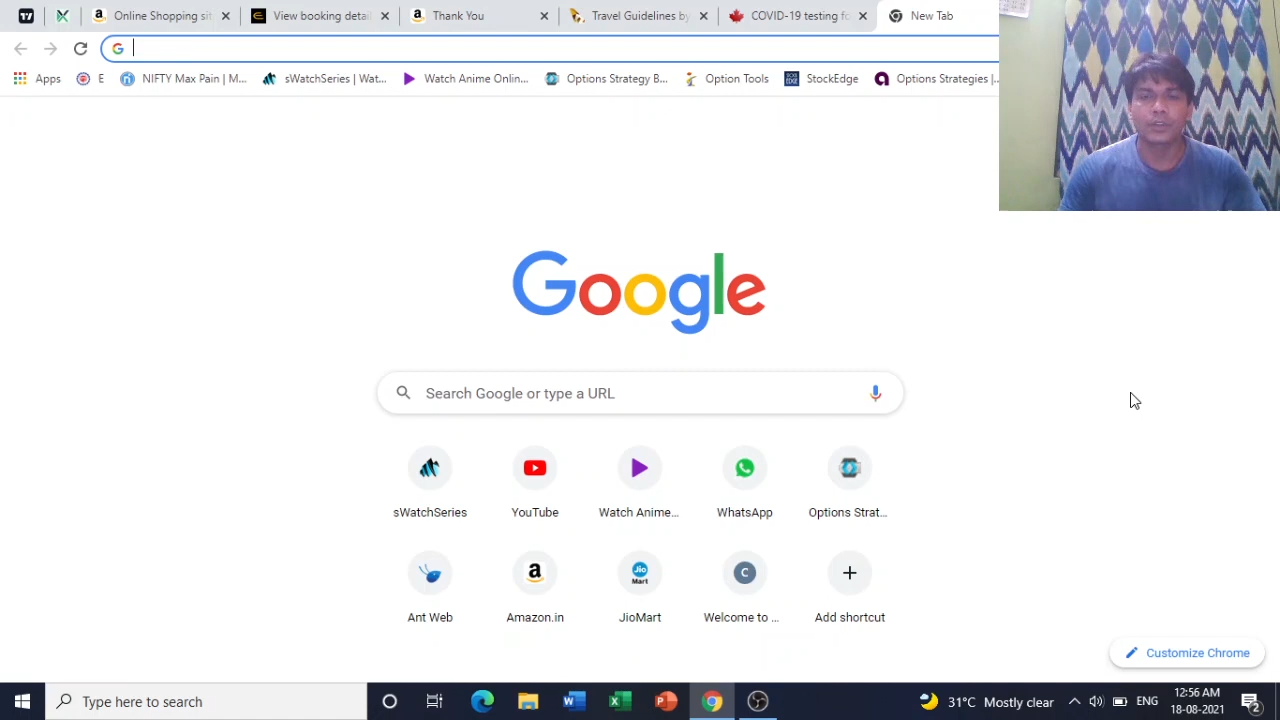 Online Shopping si
View booking detai
Thank You
Travel Guidelines by
COVID-19 testing fo
New Tab
Apps
E
NIFTY Max Pain | M...
sWatchSeries | Wat...
Watch Anime Onlin...
Options Strategy B...
Option Tools
StockEdge
Options Strategies |...
Google
Search Google or type a URL
sWatchSeries
YouTube
Watch Anime...
WhatsApp
Options Strat...
Ant Web
Amazon.in
JioMart
Welcome to ...
Add shortcut
Customize Chrome
Type here to search
31°C Mostly clear
ENG
12:56 AM
18-08-2021
2